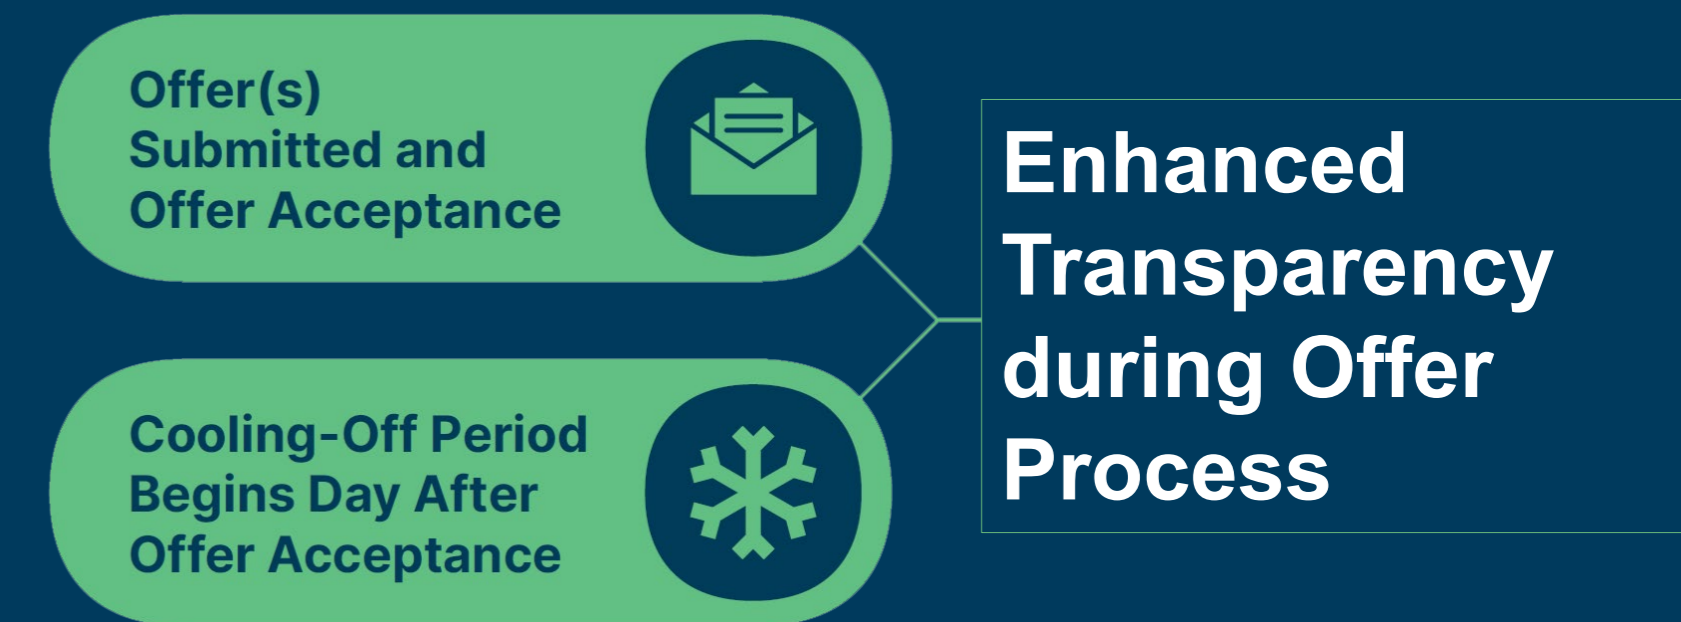 Offer(s)
Submitted and
Offer Acceptance
Cooling-Off Period
Begins Day After
Offer Acceptance
Enhanced
Transparency
during Offer
Process